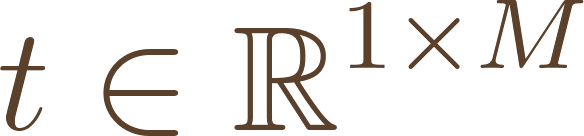 t ∈ ℝ^{1×M}